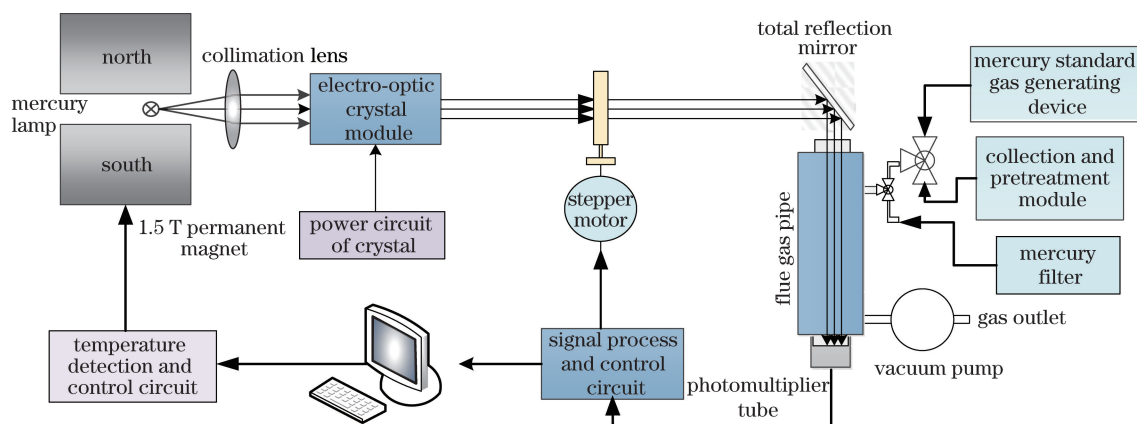 north
mercury
lamp
south
collimation lens
electro-optic
crystal
module
1.5 T permanent
magnet
power circuit
of crystal
stepper
motor
total reflection
mirror
mercury standard
gas generating
device
collection and
pretreatment
module
mercury
filter
flue gas pipe
gas outlet
vacuum pump
temperature
detection and
control circuit
signal process
and control
circuit
photomultiplier
tube